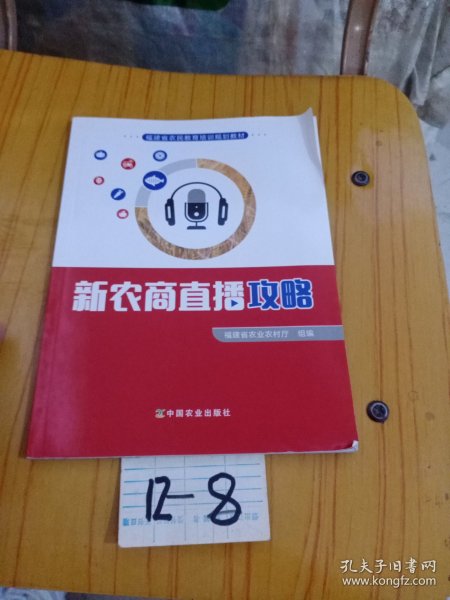 福建省农民教育培训规划教材
新农商直播攻略
福建省农业农村厅 组编
中国农业出版社
12-8
孔夫子旧书网
www.kongfz.com